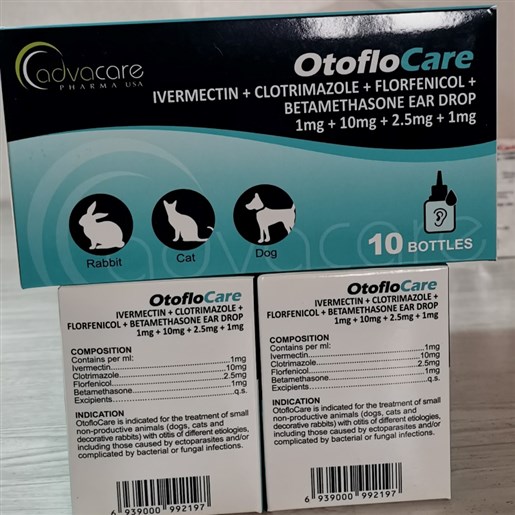 advacare
PHARMA USA
OtofloCare
IVERMECTIN + CLOTRIMAZOLE + FLORFENICOL +
BETAMETHASONE EAR DROP
1mg + 10mg + 2.5mg + 1mg
Rabbit
Cat
Dog
10 BOTTLES
advacare
OtofloCare
IVERMECTIN + CLOTRIMAZOLE +
FLORFENICOL + BETAMETHASONE EAR DROP
1mg + 10mg + 2.5mg + 1mg
COMPOSITION
Contains per ml:
Ivermectin....1mg
Clotrimazole....10mg
Florfenicol....2.5mg
Betamethasone....1mg
Excipients....q.s.
INDICATION
OtofloCare is indicated for the treatment of small
non-productive animals (dogs, cats and
decorative rabbits) with otitis of different etiologies,
including those caused by ectoparasites and/or
complicated by bacterial or fungal infections.
6 939000 992197
OtofloCare
IVERMECTIN + CLOTRIMAZOLE +
FLORFENICOL + BETAMETHASONE EAR DROP
1mg + 10mg + 2.5mg + 1mg
COMPOSITION
Contains per ml:
Ivermectin....1mg
Clotrimazole....10mg
Florfenicol....2.5mg
Betamethasone....1mg
Excipients....q.s.
INDICATION
OtofloCare is indicated for the treatment of small
non-productive animals (dogs, cats and
decorative rabbits) with otitis of different etiologies,
including those caused by ectoparasites and/or
complicated by bacterial or fungal infections.
6 939000 992197